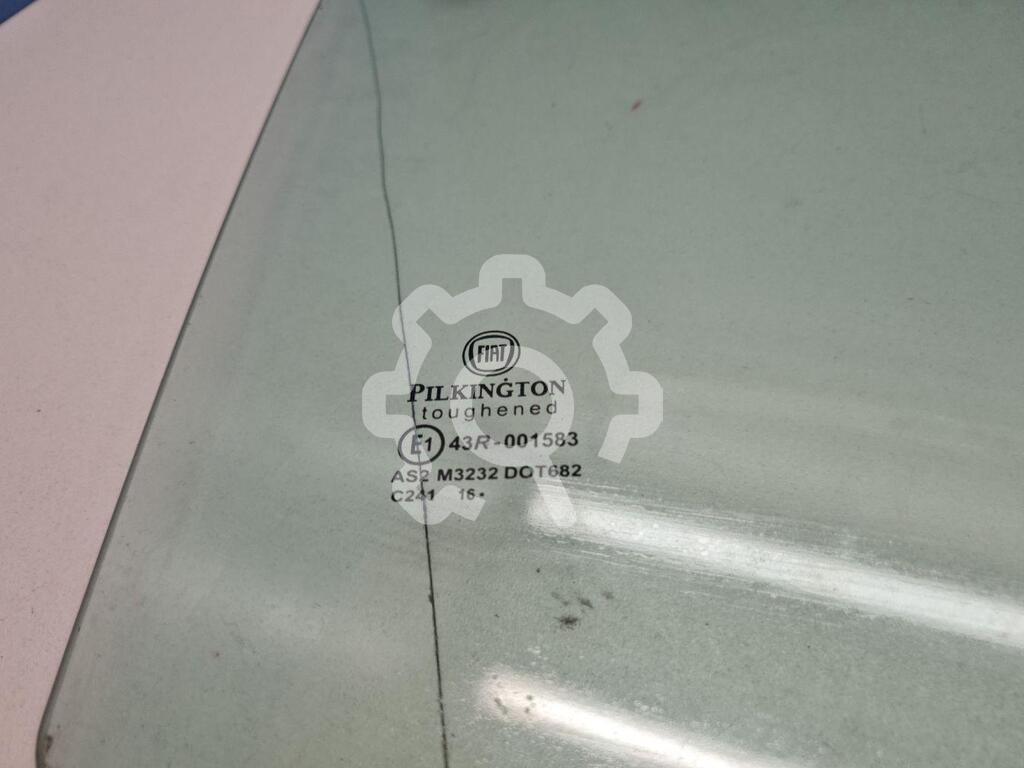 FIAT
PILKINGTON
toughened
E1 43R-001583
AS2 M3232 DOT682
C241 16•